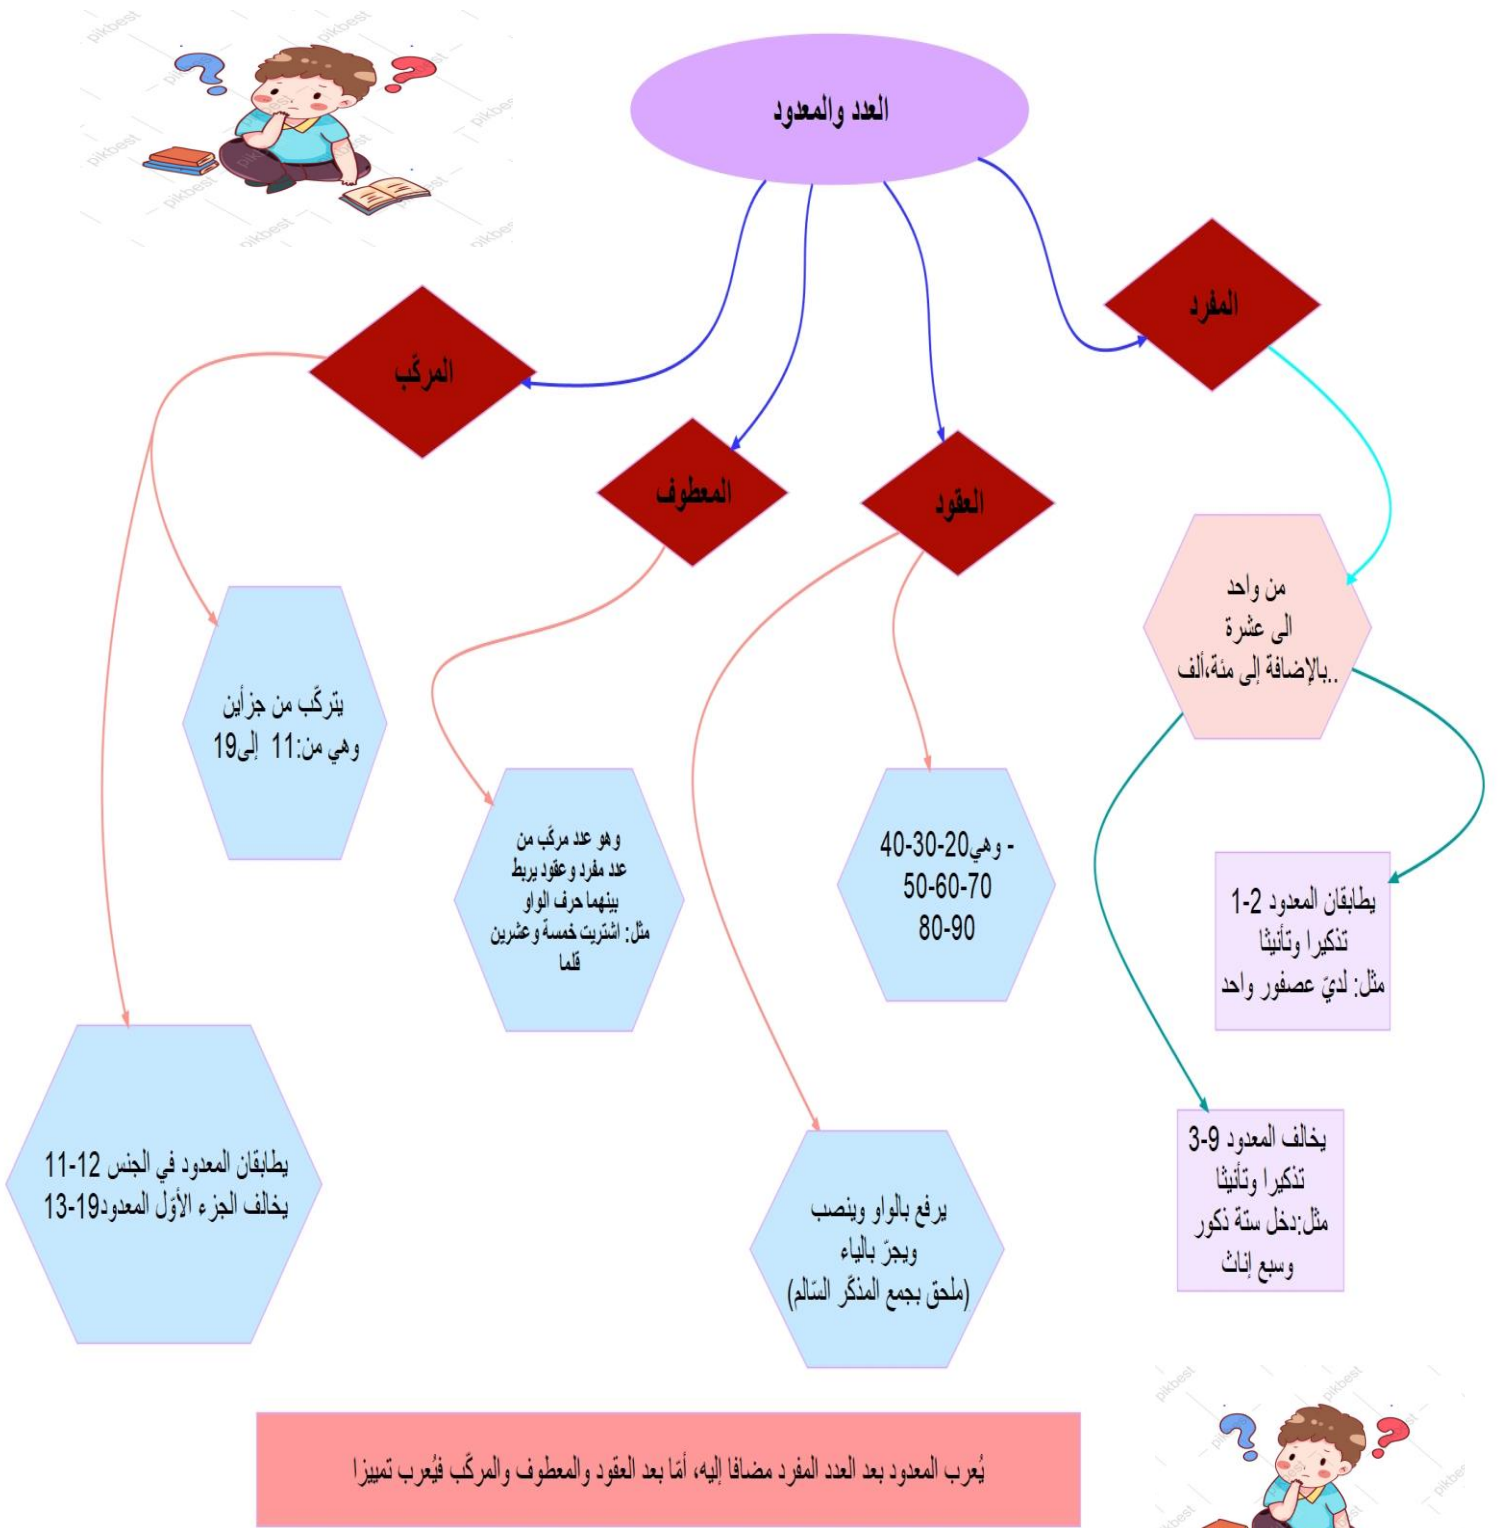 العدد والمعدود
المفرد
المركّب
المعطوف
العقود
من واحد
الى عشرة
بالإضافة إلى مئة،ألف..
يتركّب من جزأين
وهي من:11 إلى19
وهو عدد مركّب من
عدد مفرد وعقود يربط
بينهما حرف الواو
مثل: اشتريت خمسة وعشرين
قلما
- وهي20-30-40
50-60-70
80-90
يطابقان المعدود 2-1
تذكيرا وتأنيثا
مثل: لديّ عصفور واحد
يخالف المعدود 9-3
تذكيرا وتأنيثا
مثل:دخل ستة ذكور
وسبع إناث
يطابقان المعدود في الجنس 12-11
يخالف الجزء الأوّل المعدود19-13
يرفع بالواو وينصب
ويجرّ بالياء
(ملحق بجمع المذكّر السّالم)
يُعرب المعدود بعد العدد المفرد مضافا إليه، أمّا بعد العقود والمعطوف والمركّب فيُعرب تمييزا
pikbest